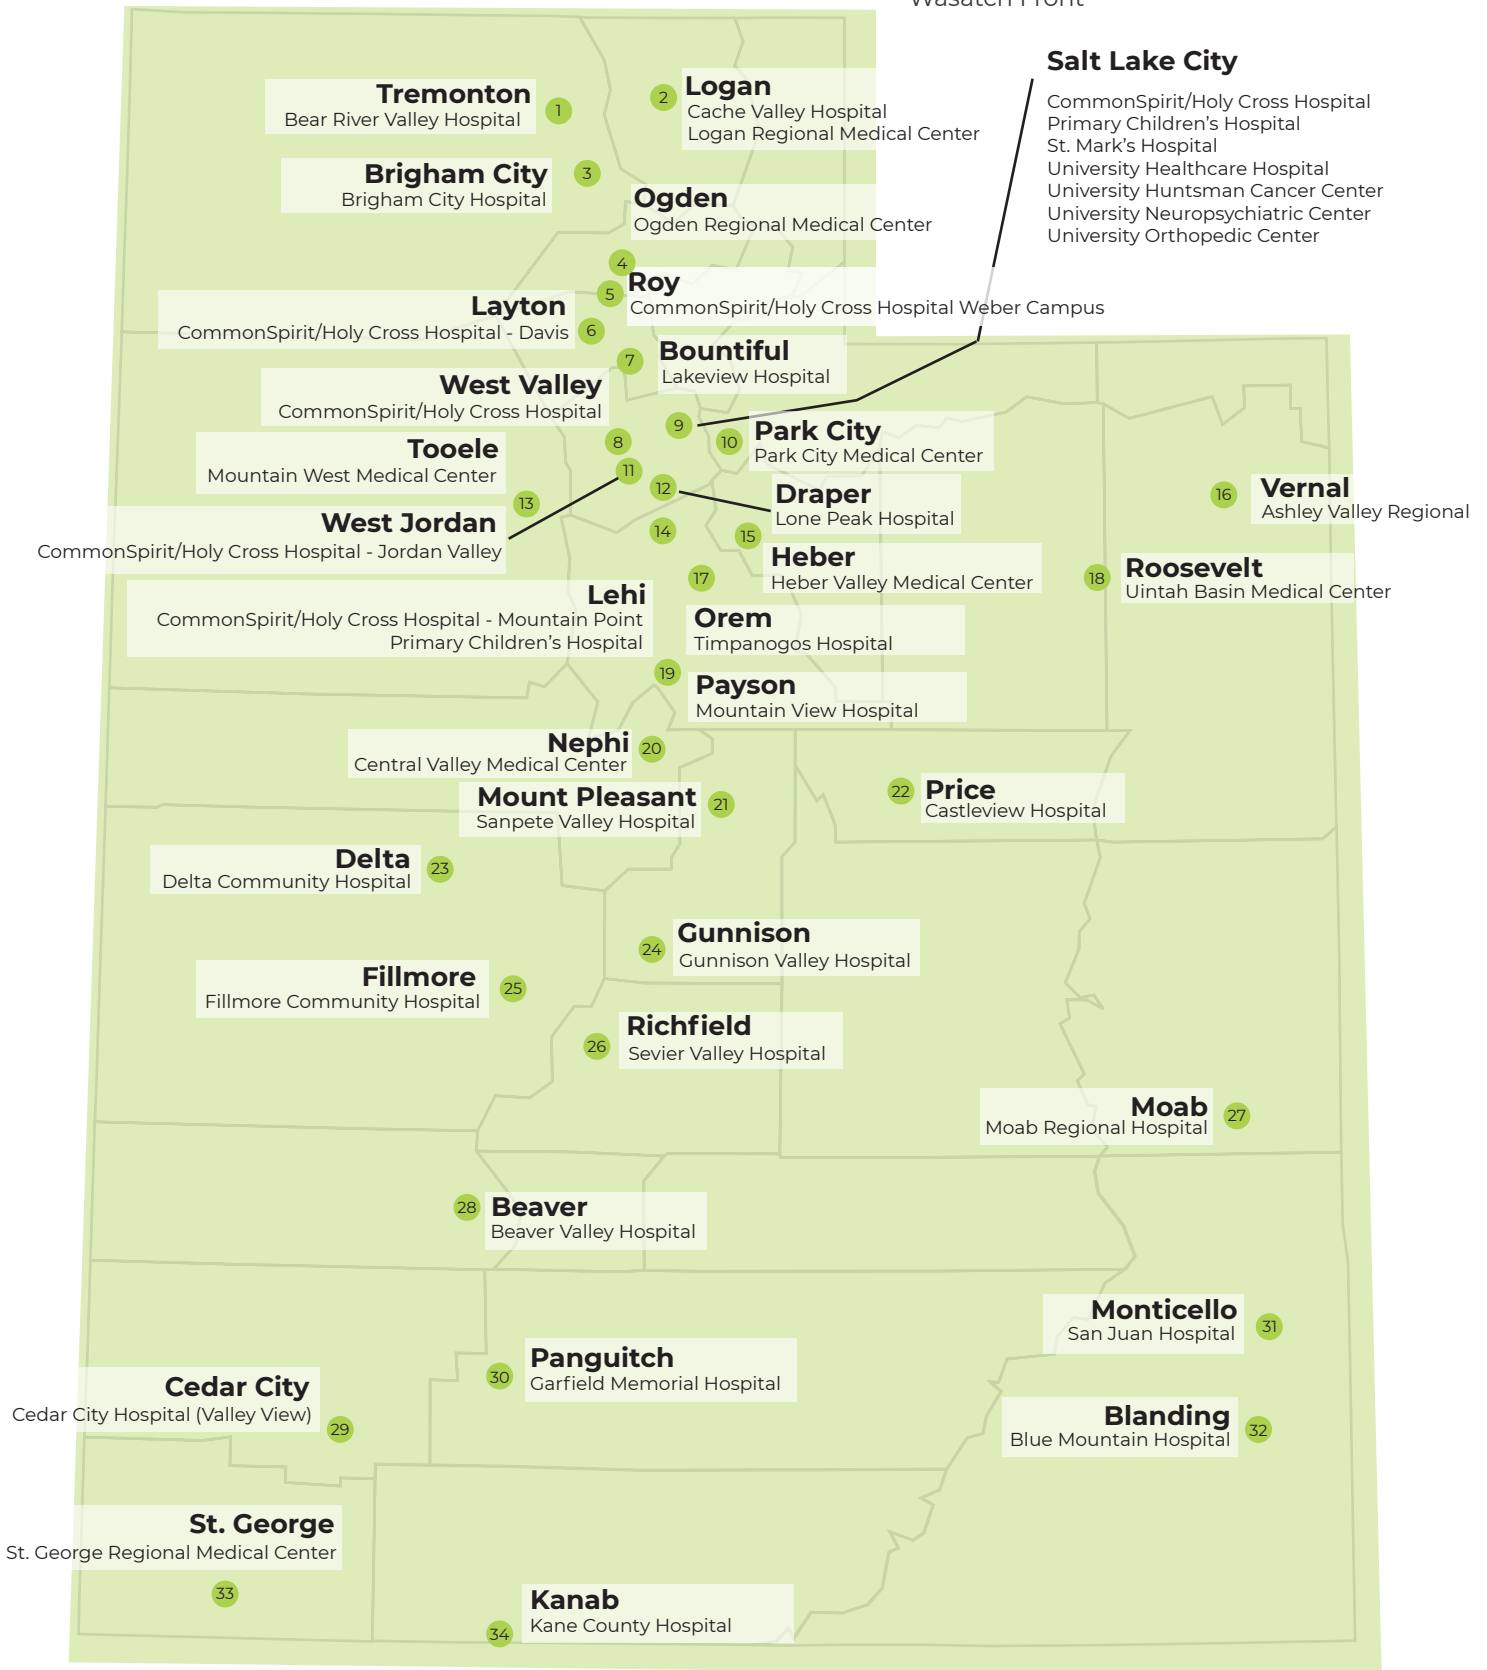 Wasatch Front
Salt Lake City
CommonSpirit/Holy Cross Hospital
Primary Children’s Hospital
St. Mark’s Hospital
University Healthcare Hospital
University Huntsman Cancer Center
University Neuropsychiatric Center
University Orthopedic Center
Tremonton
Bear River Valley Hospital
1
2
Logan
Cache Valley Hospital
Logan Regional Medical Center
Brigham City
Brigham City Hospital
3
Ogden
Ogden Regional Medical Center
4
5
Roy
CommonSpirit/Holy Cross Hospital Weber Campus
Layton
CommonSpirit/Holy Cross Hospital - Davis
6
7
Bountiful
Lakeview Hospital
West Valley
CommonSpirit/Holy Cross Hospital
8
9
10
Park City
Park City Medical Center
Tooele
Mountain West Medical Center
11
12
13
Draper
Lone Peak Hospital
16
Vernal
Ashley Valley Regional
West Jordan
CommonSpirit/Holy Cross Hospital - Jordan Valley
14
15
Heber
Heber Valley Medical Center
17
18
Roosevelt
Uintah Basin Medical Center
Lehi
CommonSpirit/Holy Cross Hospital - Mountain Point
Primary Children’s Hospital
Orem
Timpanogos Hospital
19
Payson
Mountain View Hospital
Nephi
Central Valley Medical Center
20
Mount Pleasant
Sanpete Valley Hospital
21
22
Price
Castleview Hospital
Delta
Delta Community Hospital
23
24
Gunnison
Gunnison Valley Hospital
Fillmore
Fillmore Community Hospital
25
26
Richfield
Sevier Valley Hospital
Moab
Moab Regional Hospital
27
28
Beaver
Beaver Valley Hospital
Monticello
San Juan Hospital
31
30
Panguitch
Garfield Memorial Hospital
Cedar City
Cedar City Hospital (Valley View)
29
Blanding
Blue Mountain Hospital
32
St. George
St. George Regional Medical Center
33
34
Kanab
Kane County Hospital